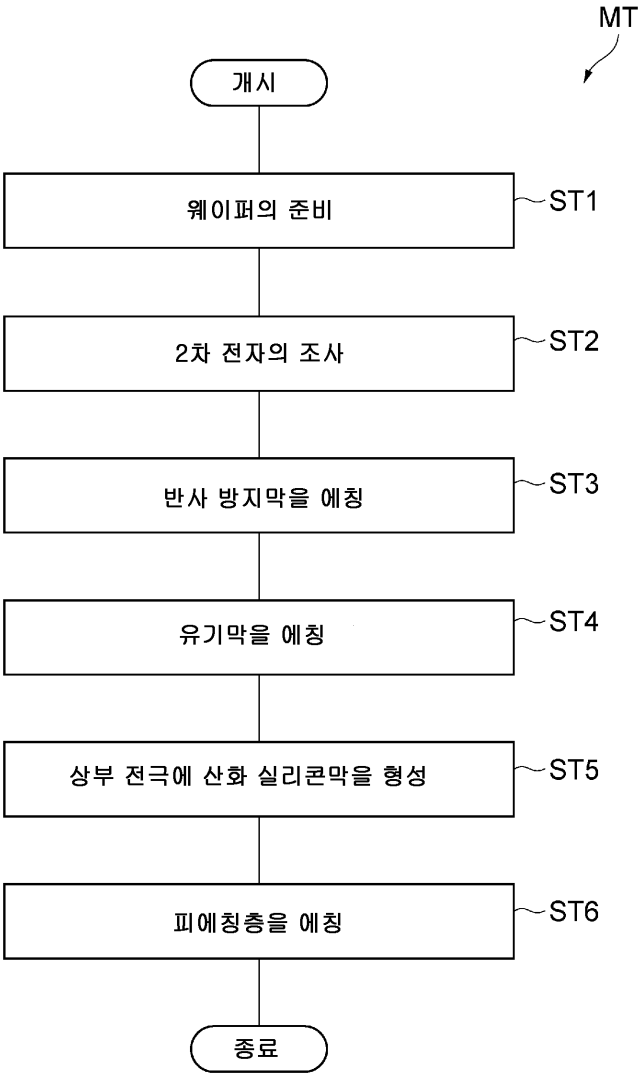 MT
개시
웨이퍼의 준비
ST1
2차 전자의 조사
ST2
반사 방지막을 에칭
ST3
유기막을 에칭
ST4
상부 전극에 산화 실리콘막을 형성
ST5
피에칭층을 에칭
ST6
종료